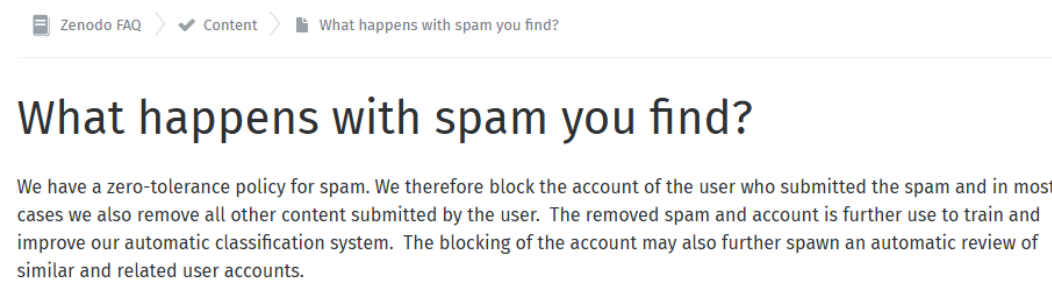 Zenodo FAQ Content What happens with spam you find?
What happens with spam you find?
We have a zero-tolerance policy for spam. We therefore block the account of the user who submitted the spam and in most
cases we also remove all other content submitted by the user. The removed spam and account is further use to train and
improve our automatic classification system. The blocking of the account may also further spawn an automatic review of
similar and related user accounts.